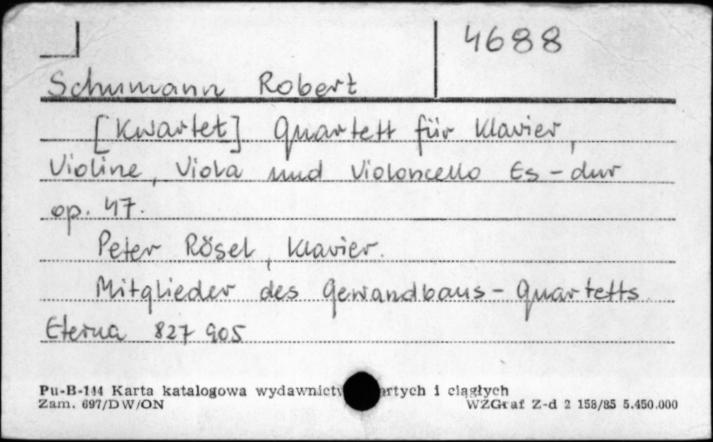 4688
Schumann Robert
[Kwartet] Quartett für Klavier,
Violine, Viola und Violoncello Es-dur
op. 47.
Peter Rösel, Klavier.
Mitglieder des Gewandhaus-Quartetts
Eterna 827 905
Pu-B-144 Karta katalogowa wydawnictw artych i ciągłych
Zam. 697/DW/ON WZGraf Z-d 2 158/85 5.450.000